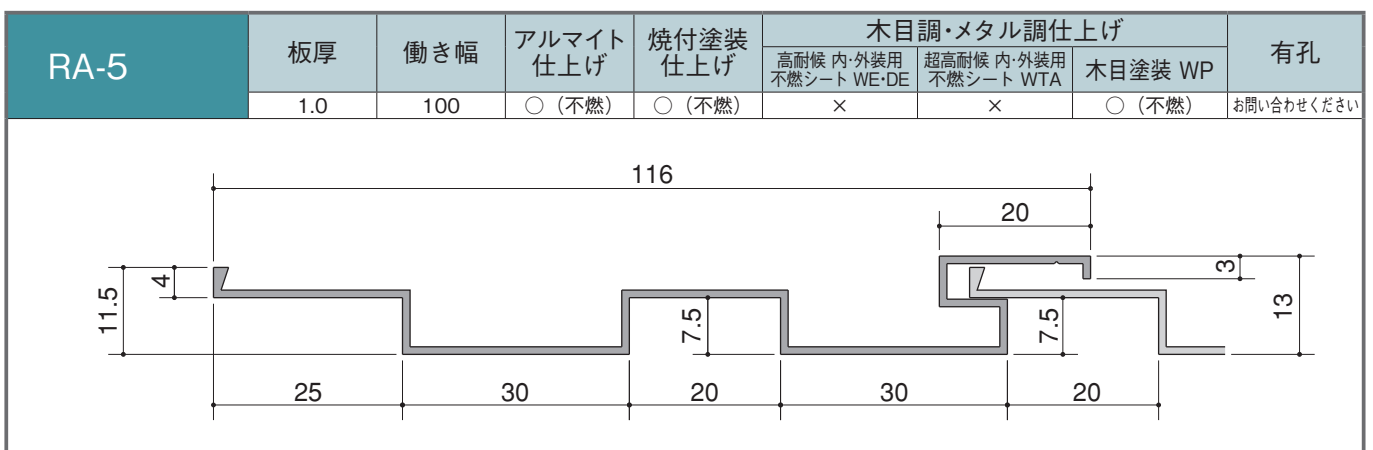 RA-5
板厚
働き幅
アルマイト
仕上げ
焼付塗装
仕上げ
木目調・メタル調仕上げ
高耐候 内・外装用
不燃シート WE・DE
超高耐候 内・外装用
不燃シート WTA
木目塗装 WP
有孔
1.0
100
○（不燃）
○（不燃）
×
×
○（不燃）
お問い合わせください
116
20
4
11.5
3
13
7.5
7.5
25
30
20
30
20